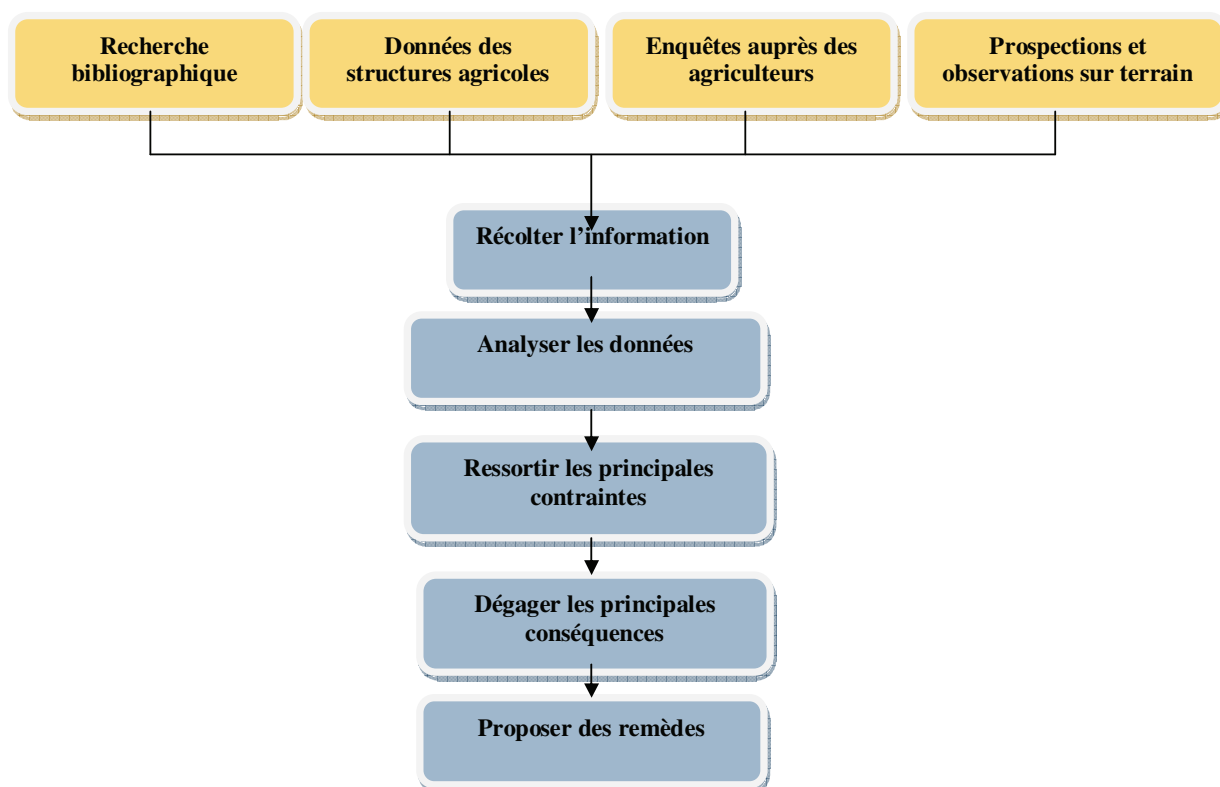 Recherche
bibliographique
Données des
structures agricoles
Enquêtes auprès des
agriculteurs
Prospections et
observations sur terrain
Récolter l’information
Analyser les données
Ressortir les principales
contraintes
Dégager les principales
conséquences
Proposer des remèdes